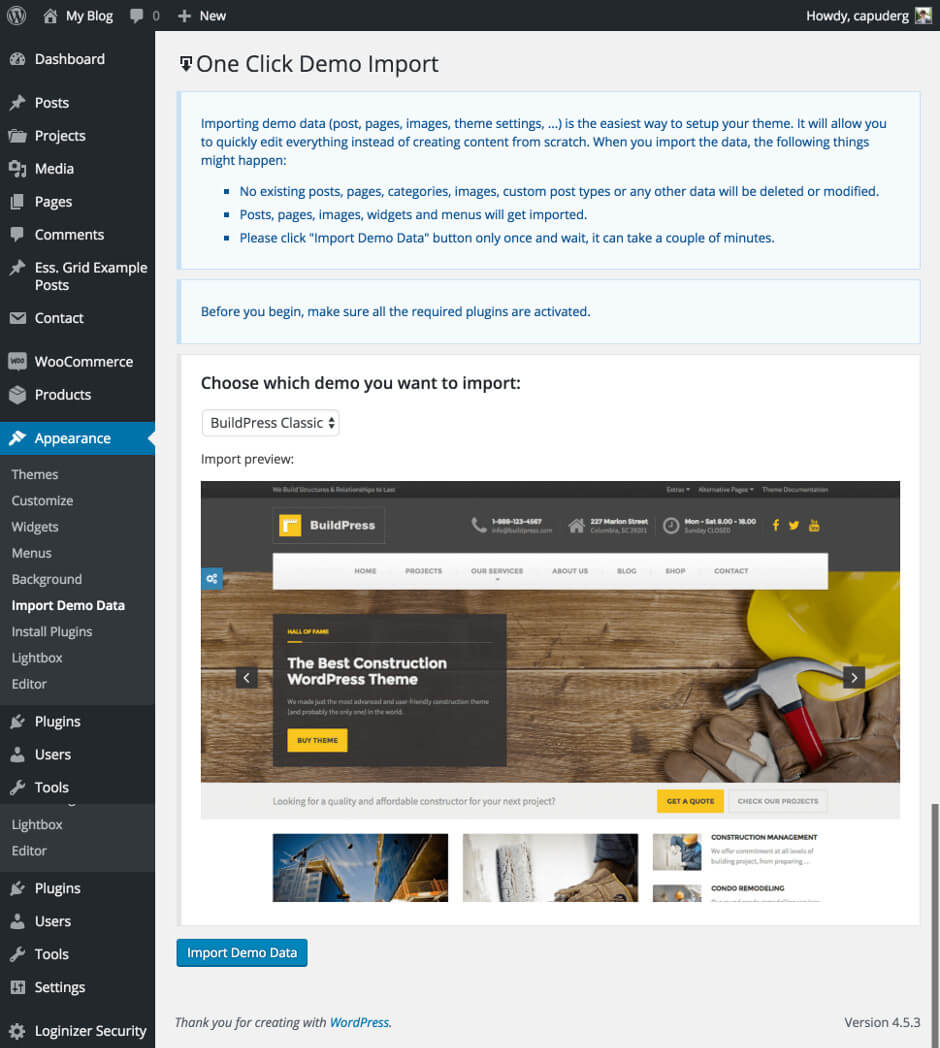 My Blog
0
New
Howdy, capuderg
Dashboard
Posts
Projects
Media
Pages
Comments
Ess. Grid Example
Posts
Contact
WooCommerce
Products
Appearance
Themes
Customize
Widgets
Menus
Background
Import Demo Data
Install Plugins
Lightbox
Editor
Plugins
Users
Tools
Lightbox
Editor
Plugins
Users
Tools
Settings
Loginizer Security
One Click Demo Import
Importing demo data (post, pages, images, theme settings, ...) is the easiest way to setup your theme. It will allow you
to quickly edit everything instead of creating content from scratch. When you import the data, the following things
might happen:
No existing posts, pages, categories, images, custom post types or any other data will be deleted or modified.
Posts, pages, images, widgets and menus will get imported.
Please click "Import Demo Data" button only once and wait, it can take a couple of minutes.
Before you begin, make sure all the required plugins are activated.
Choose which demo you want to import:
BuildPress Classic
Import preview:
We Build Structures & Relationships to Last
Extras
Alternative Pages
Theme Documentation
BuildPress
1-888-123-4567
info@buildpress.com
227 Marion Street
Columbia, SC 29201
Mon - Sat 8.00 - 18.00
Sunday CLOSED
HOME
PROJECTS
OUR SERVICES
ABOUT US
BLOG
SHOP
CONTACT
HALL OF FAME
The Best Construction
WordPress Theme
We made just the most advanced and user-friendly construction theme
(and probably the only one) in the world.
BUY THEME
Looking for a quality and affordable constructor for your next project?
GET A QUOTE
CHECK OUR PROJECTS
CONSTRUCTION MANAGEMENT
We offer commitment at all levels of
building project, from preparing ...
CONDO REMODELING
Import Demo Data
Thank you for creating with WordPress.
Version 4.5.3